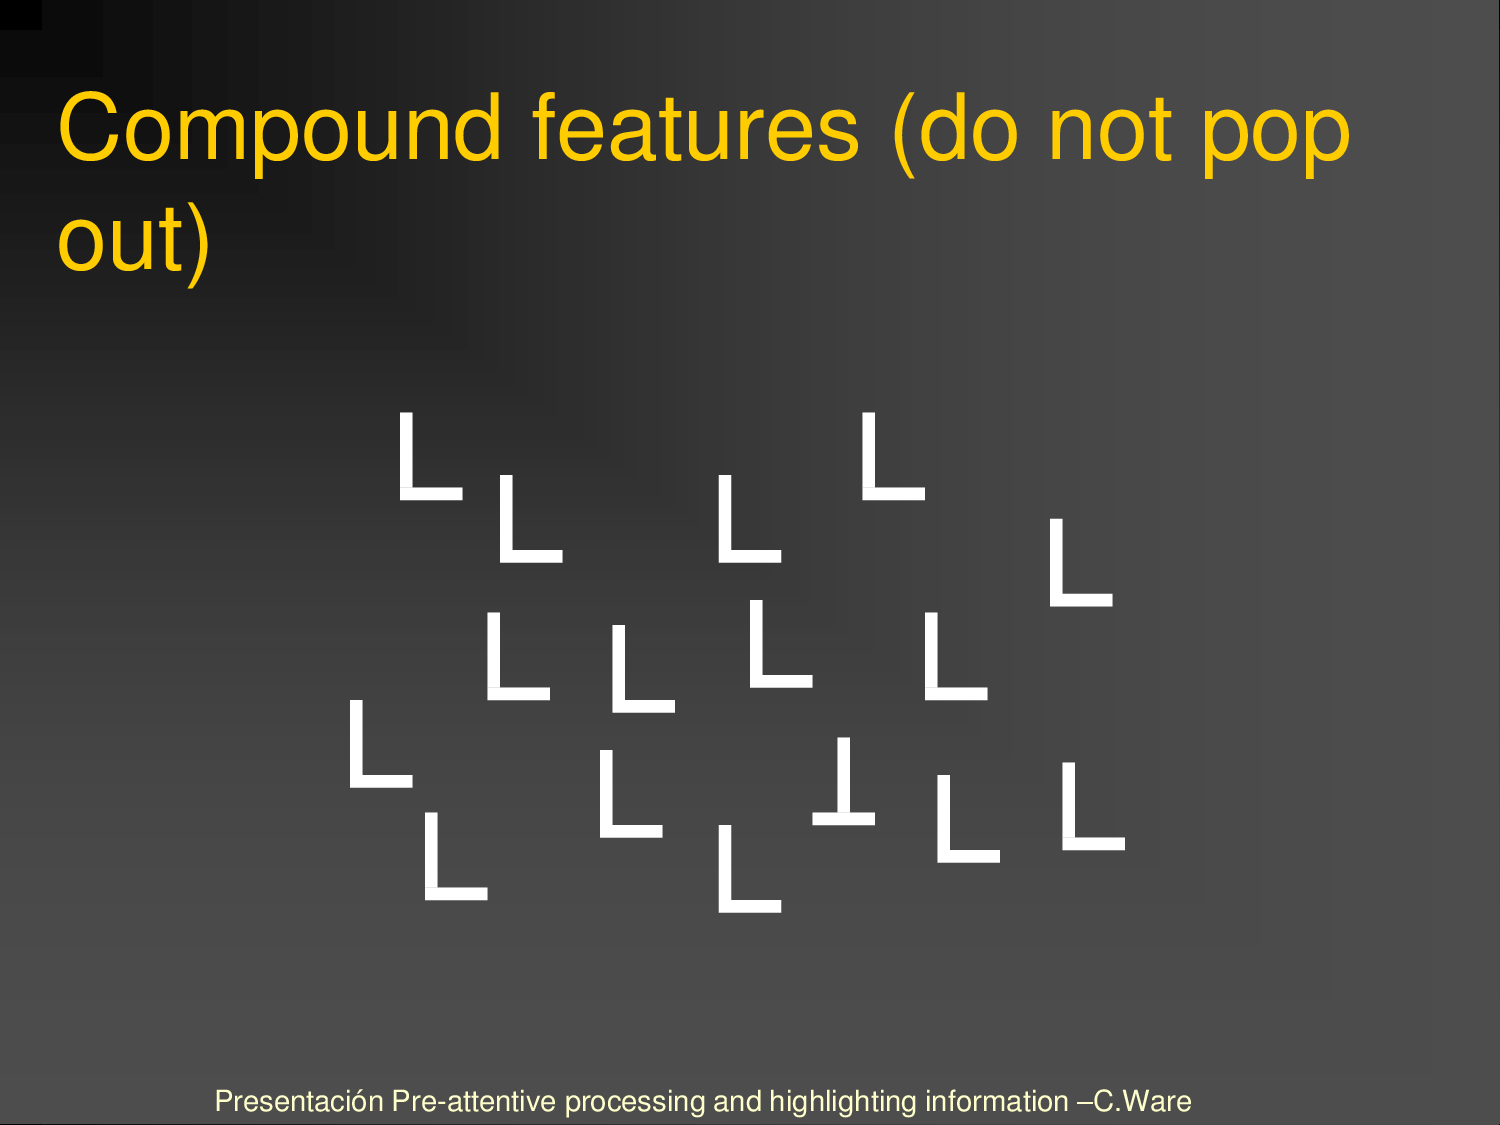 Compound features (do not pop
out)
L
L
L
L
L
L
L
L
L
L
L
⊥
L
L
L
L
Presentación Pre-attentive processing and highlighting information –C.Ware